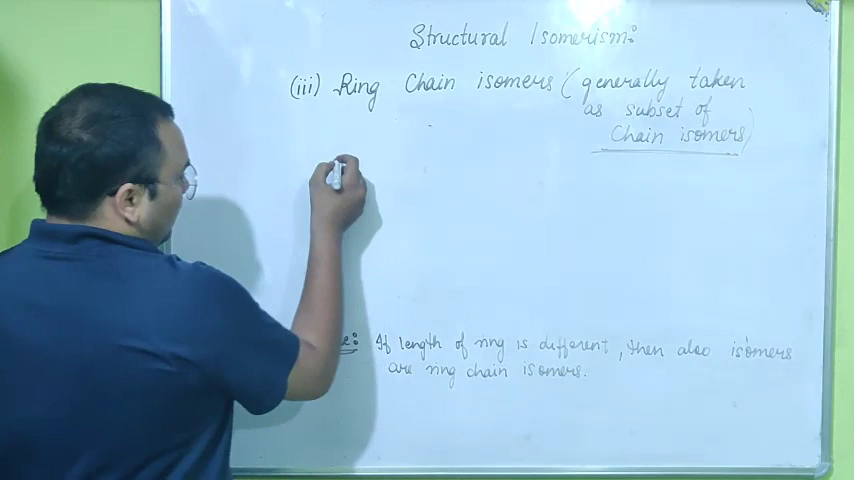 Structural Isomerism:
(iii) Ring Chain isomers (generally taken
as subset of
Chain isomers)
If length of ring is different, then also isomers
are ring chain isomers.